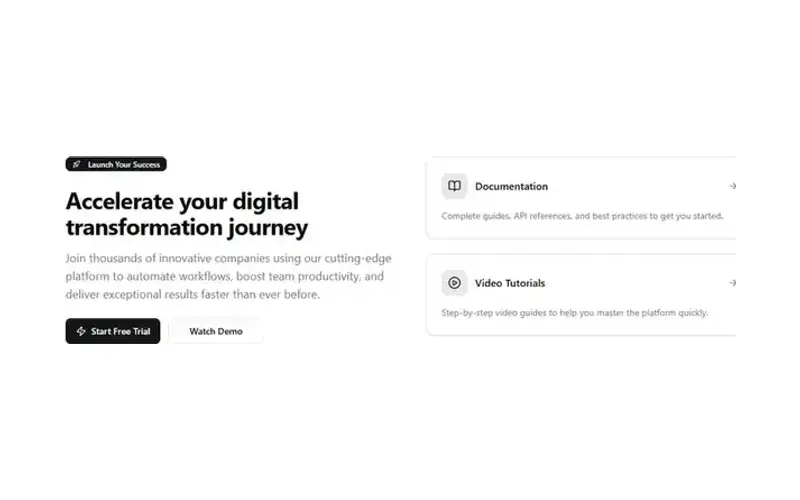 Launch Your Success
Accelerate your digital
transformation journey
Join thousands of innovative companies using our cutting-edge
platform to automate workflows, boost team productivity, and
deliver exceptional results faster than ever before.
Start Free Trial
Watch Demo
Documentation
Complete guides, API references, and best practices to get you started.
Video Tutorials
Step-by-step video guides to help you master the platform quickly.